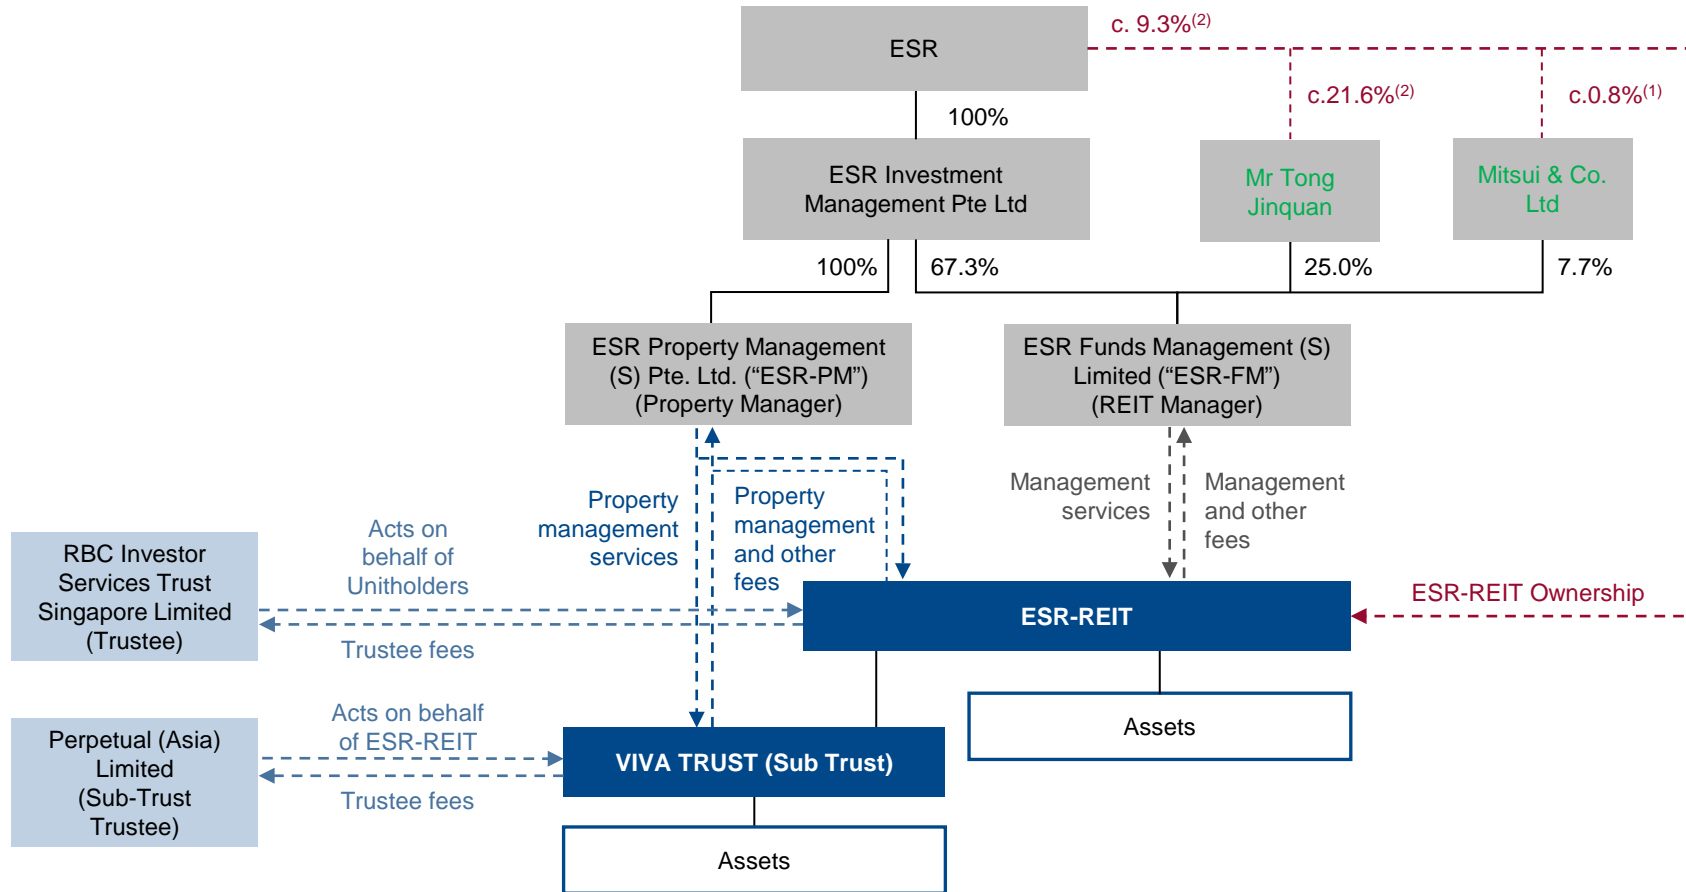 ESR
c. 9.3%(2)
c.21.6%(2)
c.0.8%(1)
100%
ESR Investment
Management Pte Ltd
Mr Tong
Jinquan
Mitsui & Co.
Ltd
100%
67.3%
25.0%
7.7%
ESR Property Management
(S) Pte. Ltd. (“ESR-PM”)
(Property Manager)
ESR Funds Management (S)
Limited (“ESR-FM”)
(REIT Manager)
Property
management
services
Property
management
and other
fees
Management
services
Management
and other
fees
RBC Investor
Services Trust
Singapore Limited
(Trustee)
Acts on
behalf of
Unitholders
Trustee fees
ESR-REIT
ESR-REIT Ownership
Assets
Perpetual (Asia)
Limited
(Sub-Trust
Trustee)
Acts on behalf
of ESR-REIT
Trustee fees
VIVA TRUST (Sub Trust)
Assets